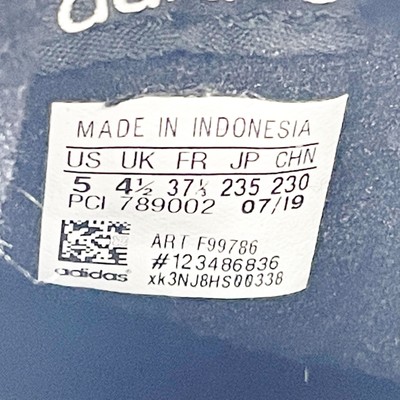 adidas
MADE IN INDONESIA
US UK FR JP CHN
5 4½ 37⅓ 235 230
PCI 789002 07/19
ART F99786
#123486836
xk3NJ8HS00338
adidas